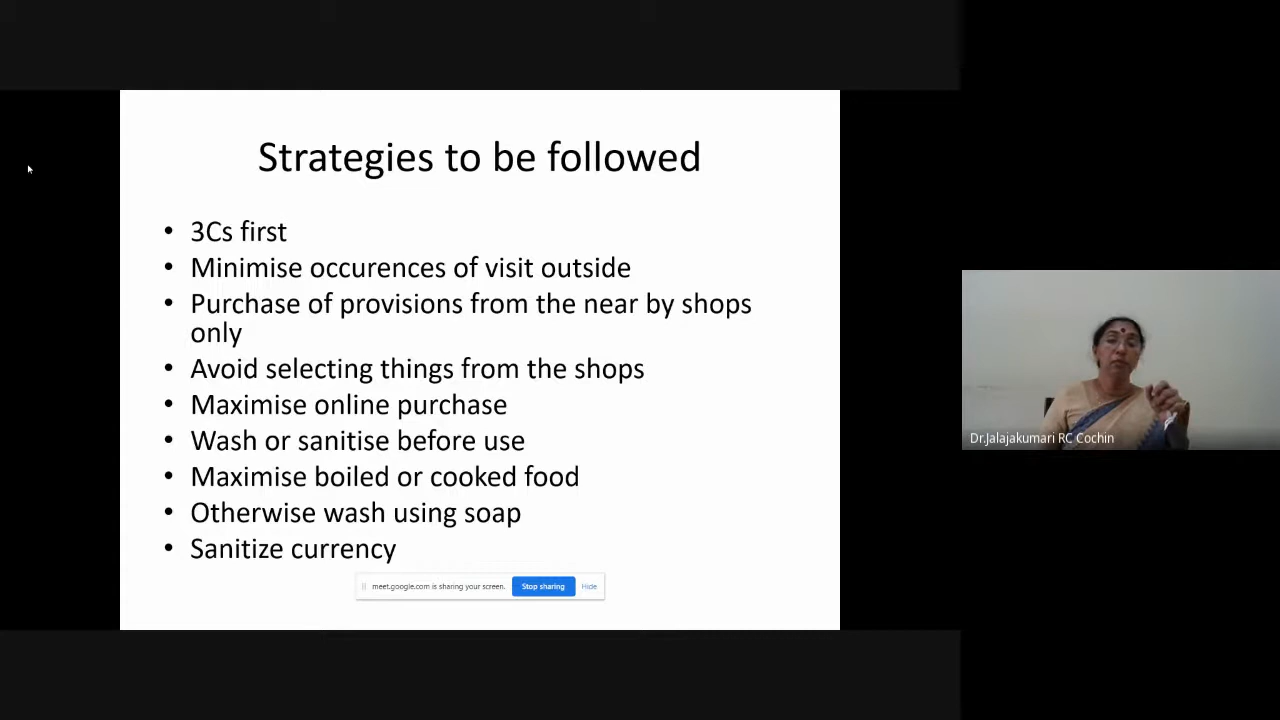 Strategies to be followed
• 3Cs first
• Minimise occurences of visit outside
• Purchase of provisions from the near by shops
only
• Avoid selecting things from the shops
• Maximise online purchase
• Wash or sanitise before use
• Maximise boiled or cooked food
• Otherwise wash using soap
• Sanitize currency
meet.google.com is sharing your screen. Stop sharing Hide
Dr.Jalajakumari RC Cochin